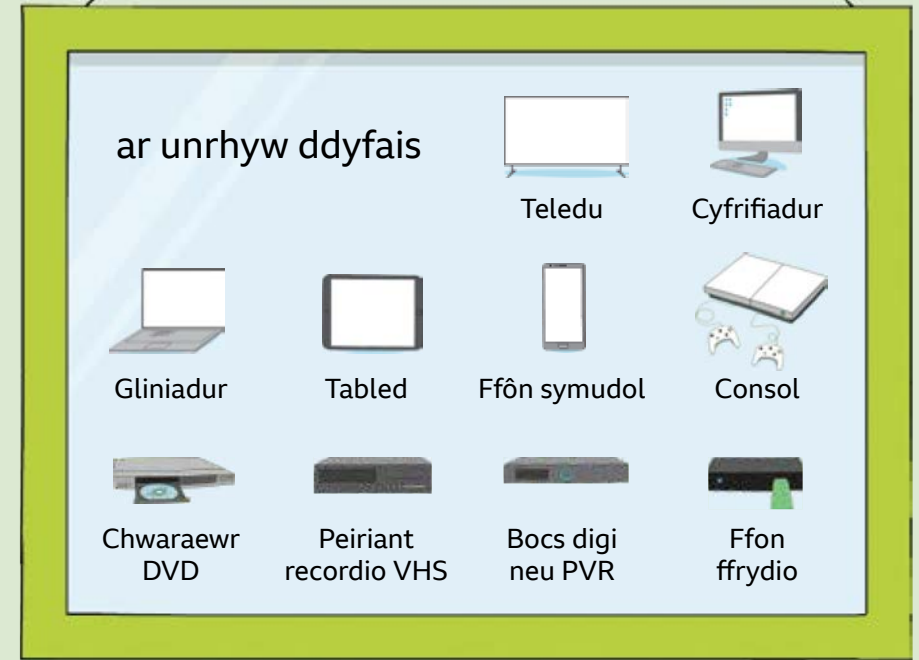 ar unrhyw ddyfais
Teledu
Cyfrifiadur
Gliniadur
Tabled
Ffôn symudol
Consol
Chwaraewr
DVD
Peiriant
recordio VHS
Bocs digi
neu PVR
Ffon
ffrydio